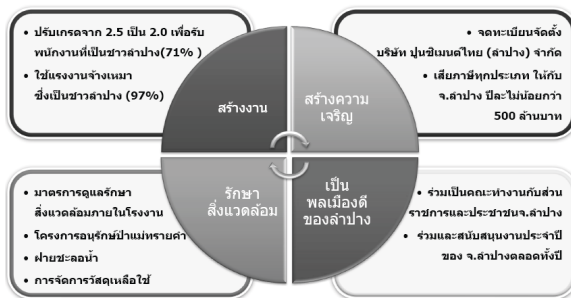 • ปรับเกรดจาก 2.5 เป็น 2.0 เพื่อรับ
พนักงานที่เป็นชาวลำปาง(71% )
• ใช้แรงงานจ้างเหมา
ซึ่งเป็นชาวลำปาง (97%)
สร้างงาน
สร้างความ
เจริญ
• จดทะเบียนจัดตั้ง
บริษัท ปูนซิเมนต์ไทย (ลำปาง) จำกัด
• เสียภาษีทุกประเภท ให้กับ
จ.ลำปาง ปีละไม่น้อยกว่า
500 ล้านบาท
• มาตรการดูแลรักษา
สิ่งแวดล้อมภายในโรงงาน
• โครงการอนุรักษ์ป่าแม่ทรายคำ
• ฝายชะลอน้ำ
• การจัดการวัสดุเหลือใช้
รักษา
สิ่งแวดล้อม
เป็น
พลเมืองดี
ของลำปาง
• ร่วมเป็นคณะทำงานกับส่วน
ราชการและประชาชนจ.ลำปาง
• ร่วมและสนับสนุนงานประจำปี
ของ จ.ลำปางตลอดทั้งปี